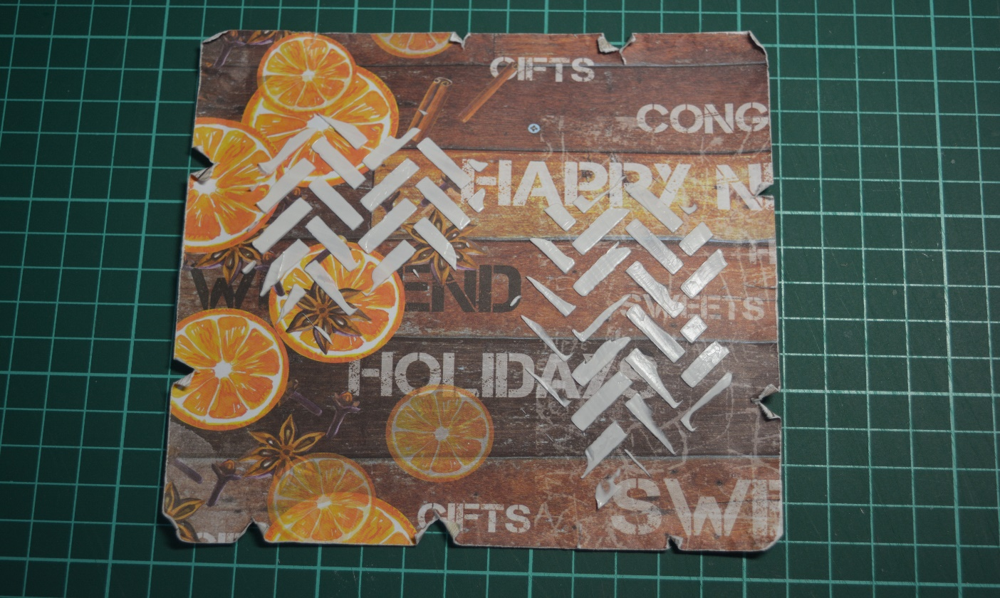 GIFTS
CONG
HAPPY N
W END
SWEETS
HOLIDAYS
GIFTS
SWE